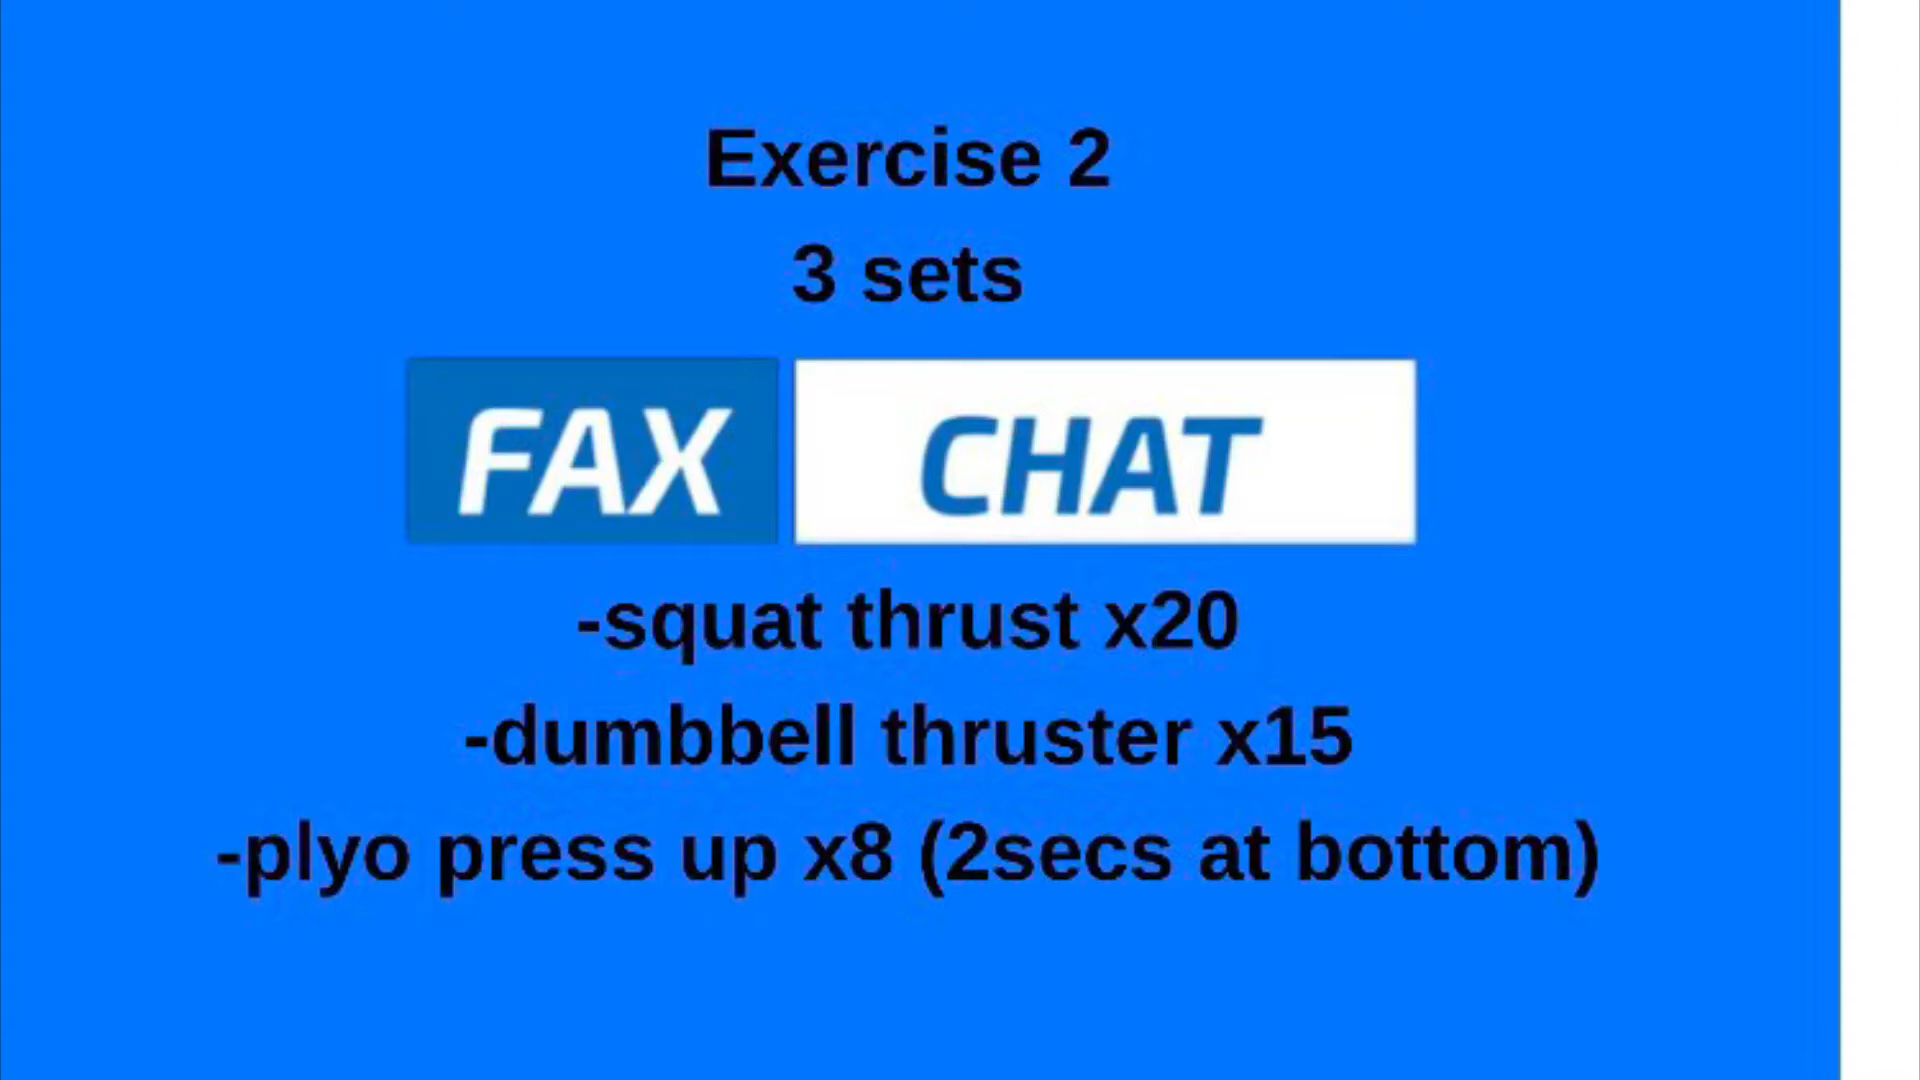 Exercise 2
3 sets
FAX CHAT
-squat thrust x20
-dumbbell thruster x15
-plyo press up x8 (2secs at bottom)